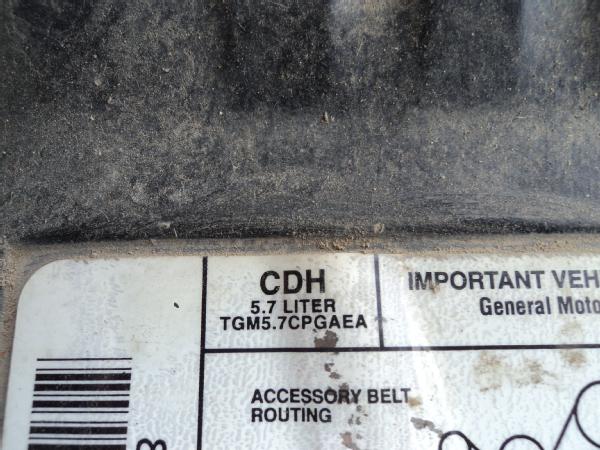 CDH
5.7 LITER
TGM5.7CPGAEA
IMPORTANT VEH
General Moto
ACCESSORY BELT
ROUTING